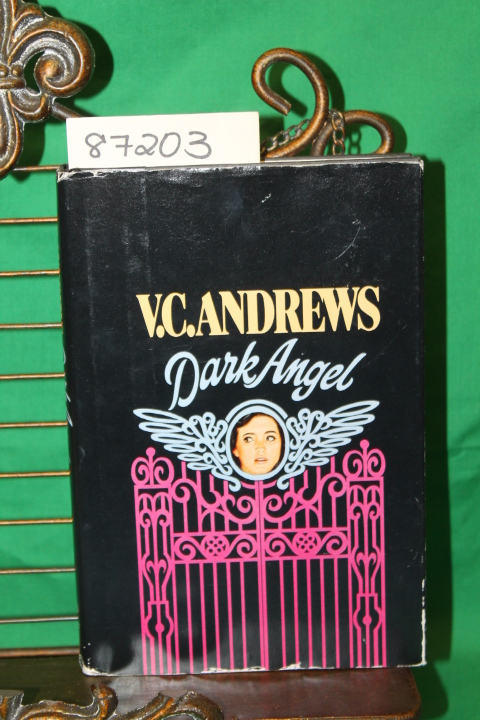 87203
V.C. ANDREWS
Dark Angel